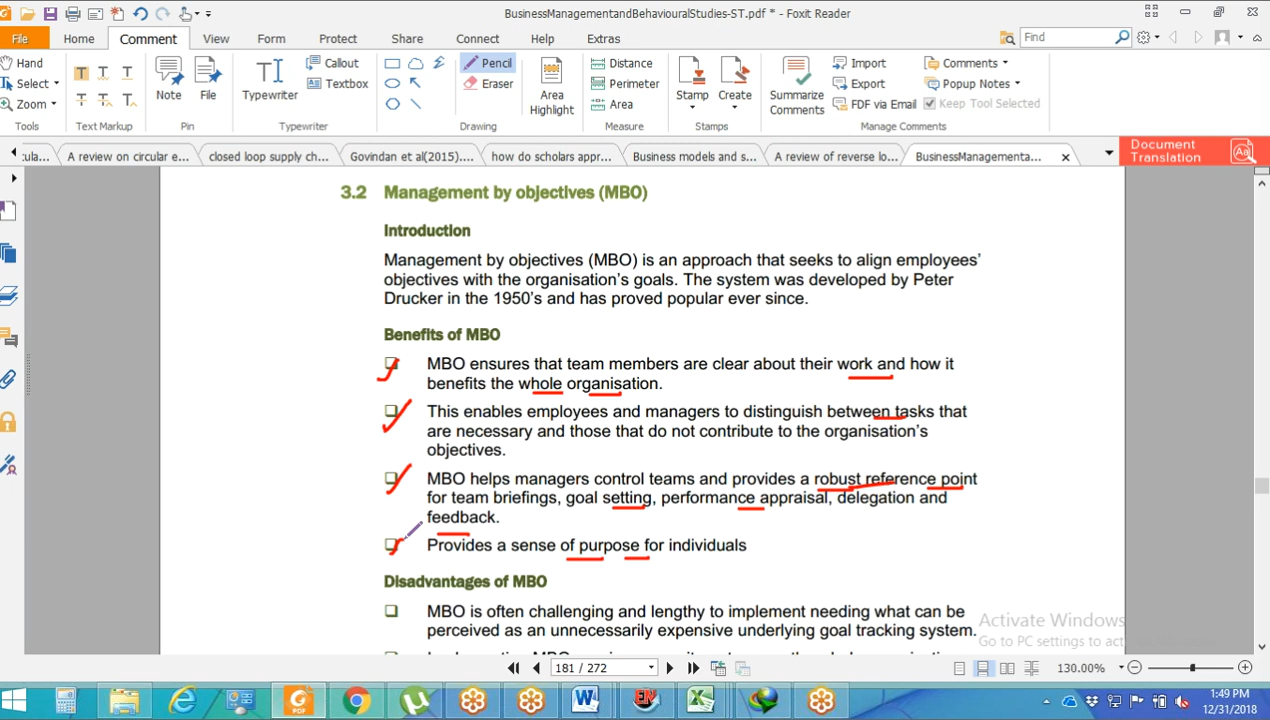 BusinessManagementandBehaviouralStudies-ST.pdf * - Foxit Reader
File Home Comment View Form Protect Share Connect Help Extras Find
Hand
Select
Zoom
Tools
T T T
T T T
Text Markup
Note
File
Pin
Typewriter
Callout
Textbox
Typewriter
Pencil
Eraser
Area
Highlight
Drawing
Distance
Perimeter
Area
Measure
Stamp
Create
Stamps
Summarize
Comments
Import
Export
FDF via Email
Comments
Popup Notes
Keep Tool Selected
Manage Comments
cula... A review on circular e... closed loop supply ch... Govindan et al(2015).... how do scholars appr... Business models and s... A review of reverse lo... BusinessManagementa...
Document
Translation
3.2 Management by objectives (MBO)
Introduction
Management by objectives (MBO) is an approach that seeks to align employees'
objectives with the organisation's goals. The system was developed by Peter
Drucker in the 1950's and has proved popular ever since.
Benefits of MBO
MBO ensures that team members are clear about their work and how it
benefits the whole organisation.
This enables employees and managers to distinguish between tasks that
are necessary and those that do not contribute to the organisation's
objectives.
MBO helps managers control teams and provides a robust reference point
for team briefings, goal setting, performance appraisal, delegation and
feedback.
Provides a sense of purpose for individuals
Disadvantages of MBO
MBO is often challenging and lengthy to implement needing what can be
perceived as an unnecessarily expensive underlying goal tracking system.
Activate Windows
Go to PC settings to act
181 / 272
130.00%
1:49 PM
12/31/2018